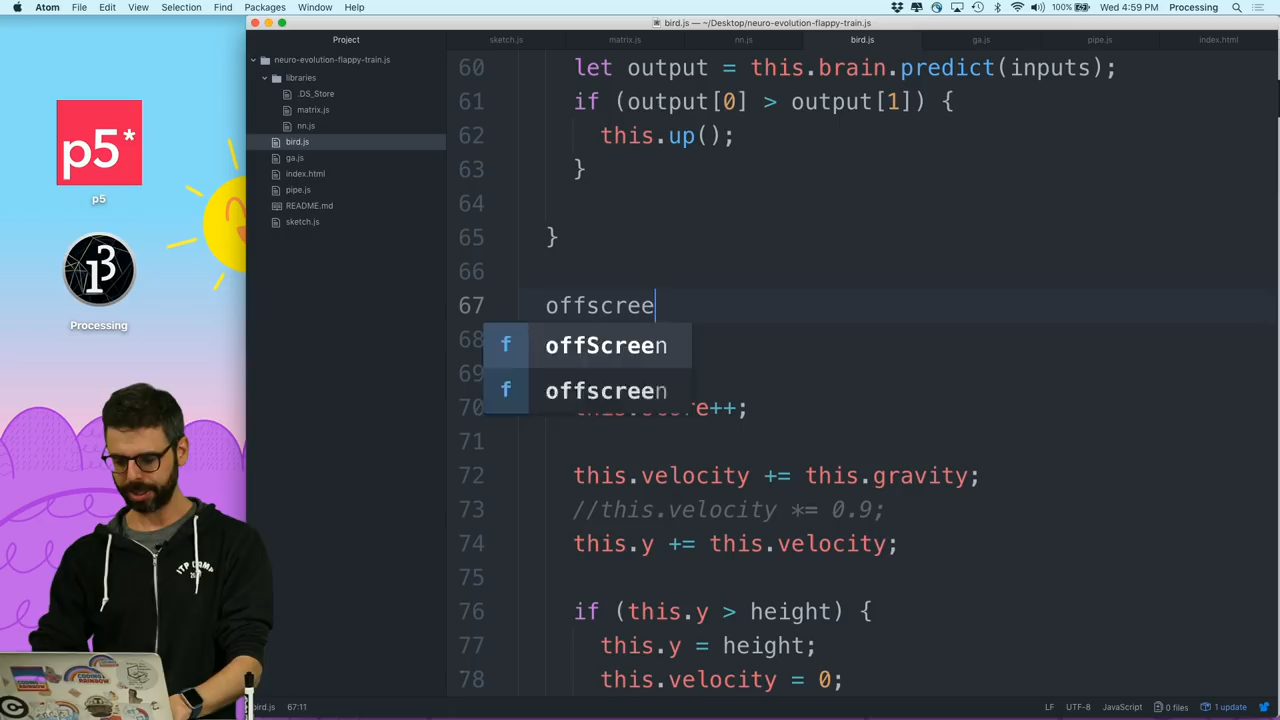 Atom File Edit View Selection Find Packages Window Help
100% Wed 4:59 PM Processing
bird.js — ~/Desktop/neuro-evolution-flappy-train.js
Project
sketch.js matrix.js nn.js bird.js ga.js pipe.js index.html
neuro-evolution-flappy-train.js
libraries
.DS_Store
matrix.js
nn.js
bird.js
ga.js
index.html
pipe.js
README.md
sketch.js
p5*
p5
Processing
60 let output = this.brain.predict(inputs);
61 if (output[0] > output[1]) {
62 this.up();
63 }
64
65 }
66
67 offscree
68
69
70 this.score++;
71
72 this.velocity += this.gravity;
73 //this.velocity *= 0.9;
74 this.y += this.velocity;
75
76 if (this.y > height) {
77 this.y = height;
78 this.velocity = 0;
f offScreen
f offscreen
ITP CAMP
CODING RAINBOW
bird.js 67:11
LF UTF-8 JavaScript 0 files 1 update